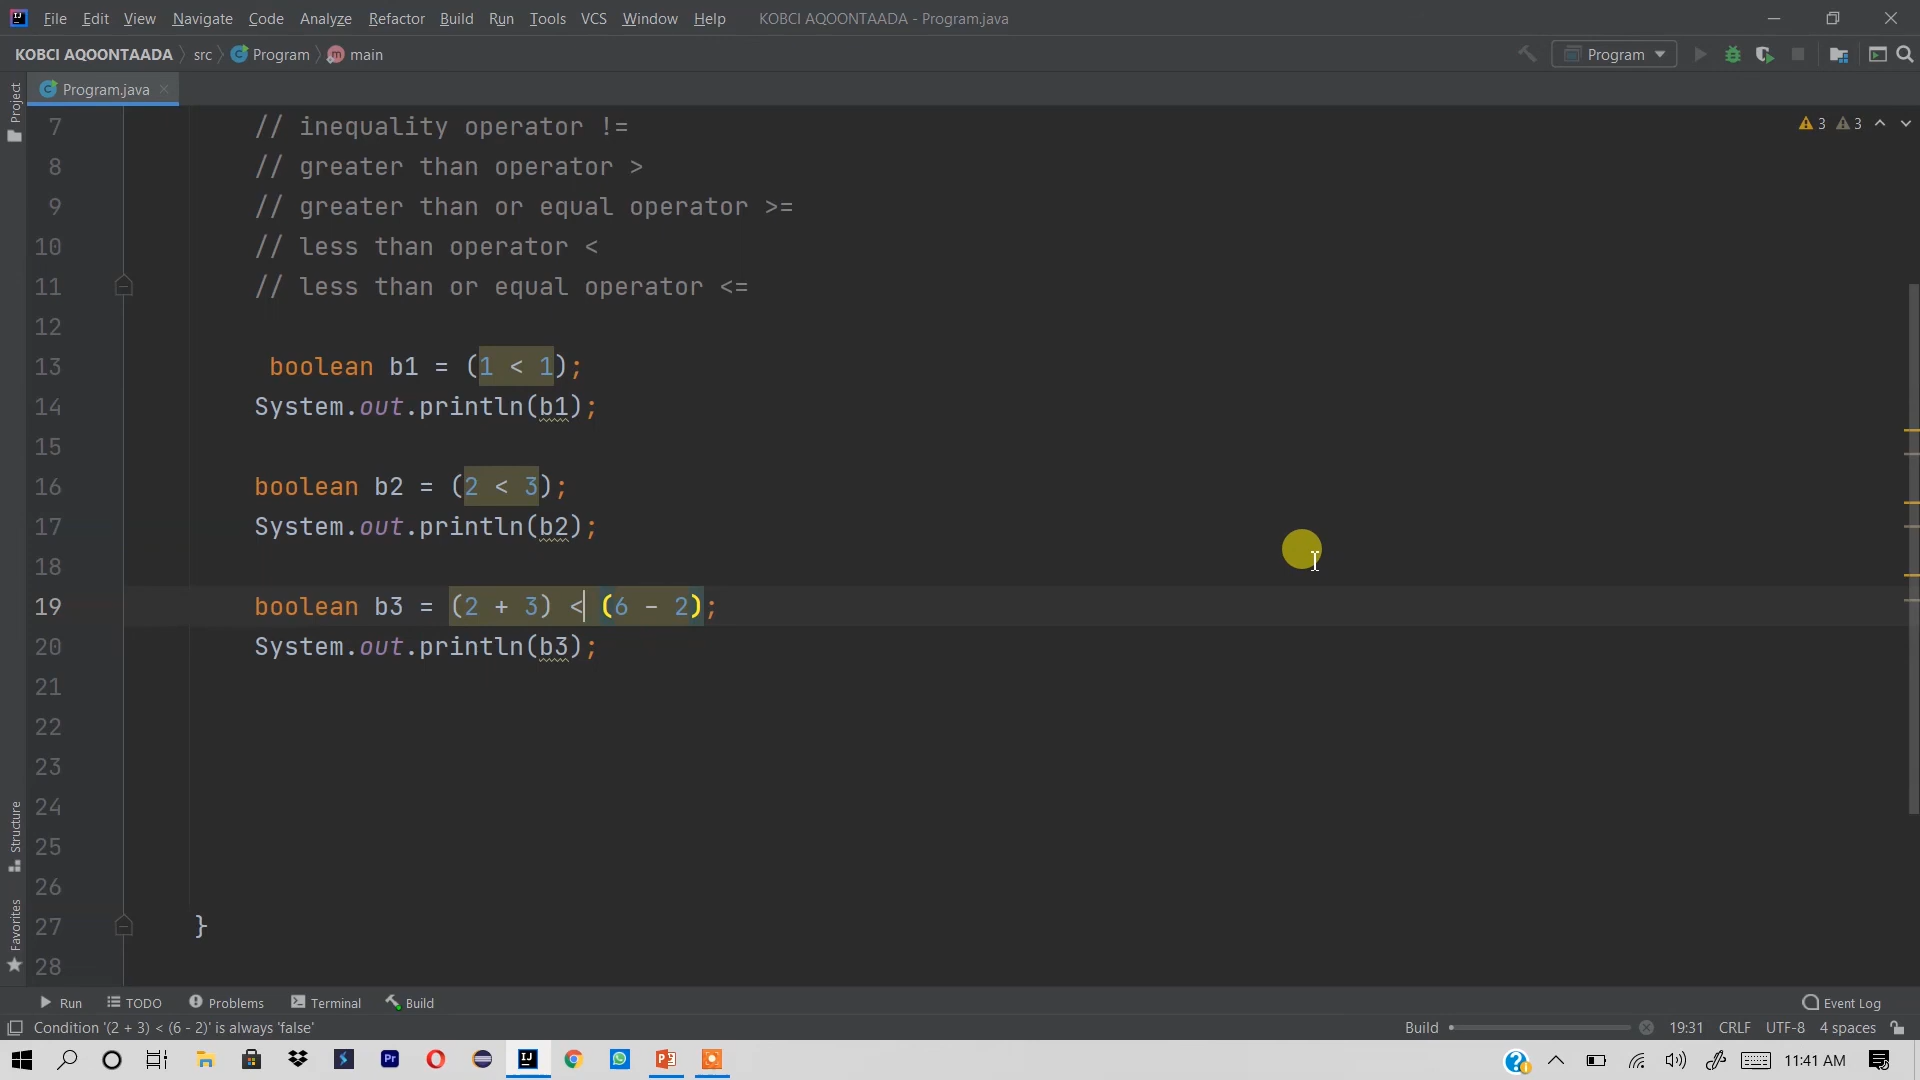 File Edit View Navigate Code Analyze Refactor Build Run Tools VCS Window Help KOBCI AQOONTAADA - Program.java
KOBCI AQOONTAADA src Program main Program
Project
Program.java
7 // inequality operator !=
3 3
8 // greater than operator >
9 // greater than or equal operator >=
10 // less than operator <
11 // less than or equal operator <=
12
13 boolean b1 = (1 < 1);
14 System.out.println(b1);
15
16 boolean b2 = (2 < 3);
17 System.out.println(b2);
18
19 boolean b3 = (2 + 3) < (6 - 2);
20 System.out.println(b3);
21
22
23
24
25
26
27 }
28
Structure
Favorites
Run TODO Problems Terminal Build Event Log
Condition '(2 + 3) < (6 - 2)' is always 'false' Build 19:31 CRLF UTF-8 4 spaces
11:41 AM